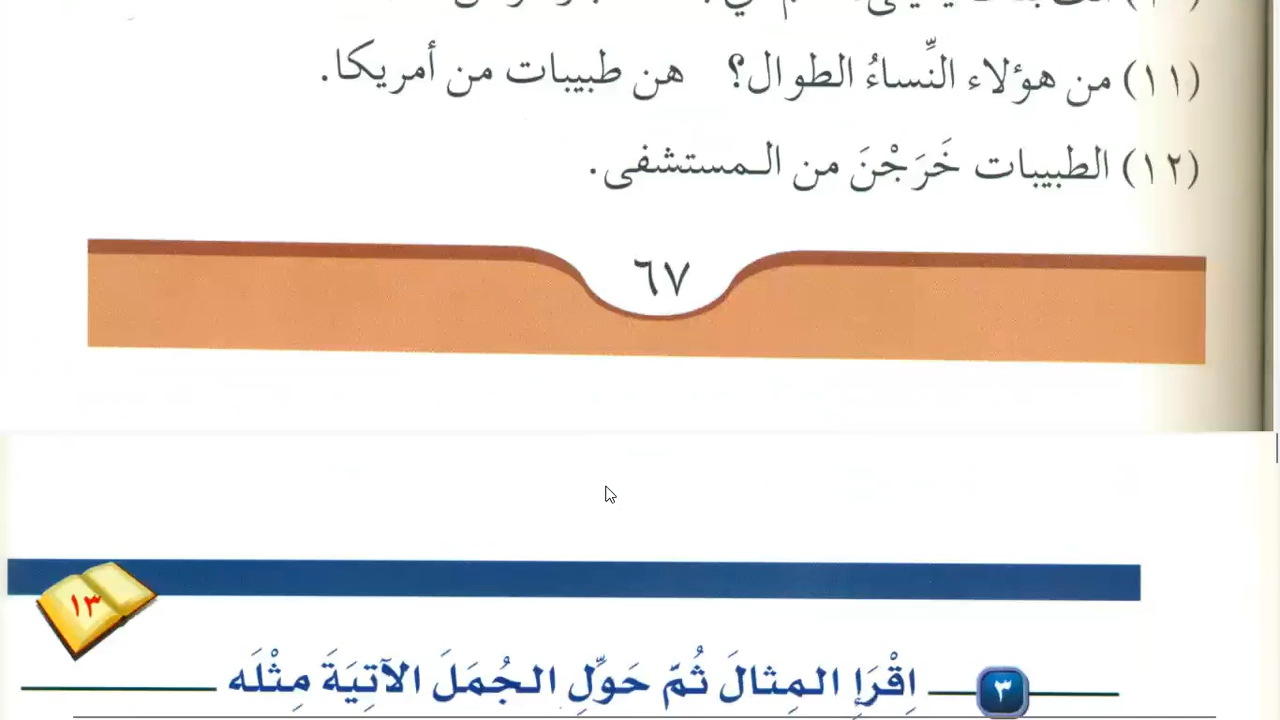 (١١) من هؤلاء النِّساءُ الطوال؟ هن طبيبات من أمريكا.
(١٢) الطبيبات خَرَجْنَ من المستشفى.
٦٧
١٣
٣ اِقْرَإِ المِثالَ ثُمّ حَوِّلِ الجُمَلَ الآتِيَةَ مِثْلَه